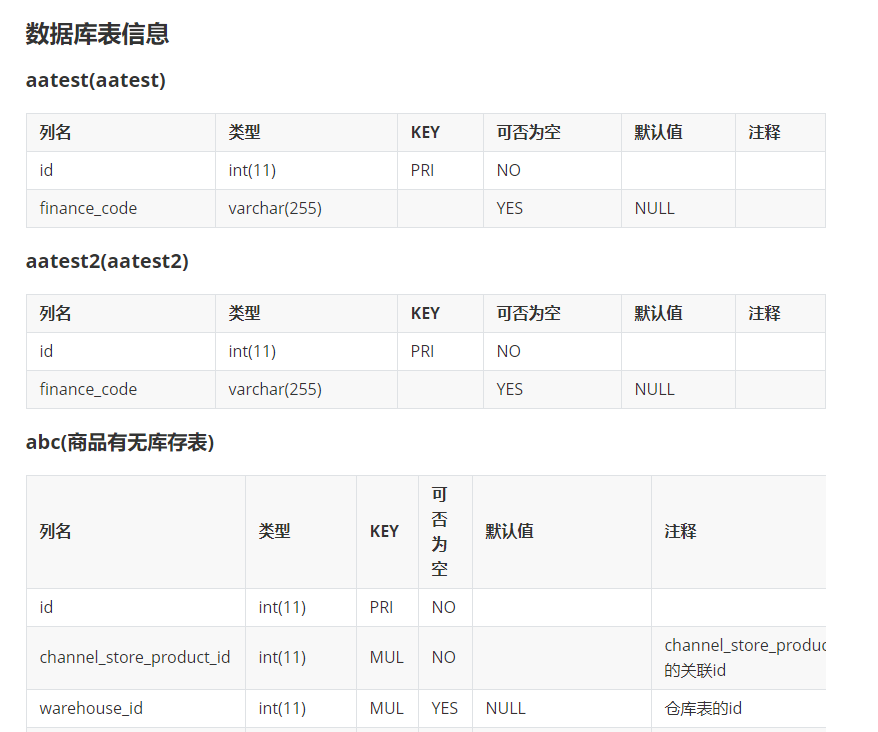 数据库表信息
aatest(aatest)
列名 类型 KEY 可否为空 默认值 注释
id int(11) PRI NO
finance_code varchar(255) YES NULL
aatest2(aatest2)
列名 类型 KEY 可否为空 默认值 注释
id int(11) PRI NO
finance_code varchar(255) YES NULL
abc(商品有无库存表)
列名 类型 KEY 可否为空 默认值 注释
id int(11) PRI NO
channel_store_product_id int(11) MUL NO channel_store_produc
的关联id
warehouse_id int(11) MUL YES NULL 仓库表的id